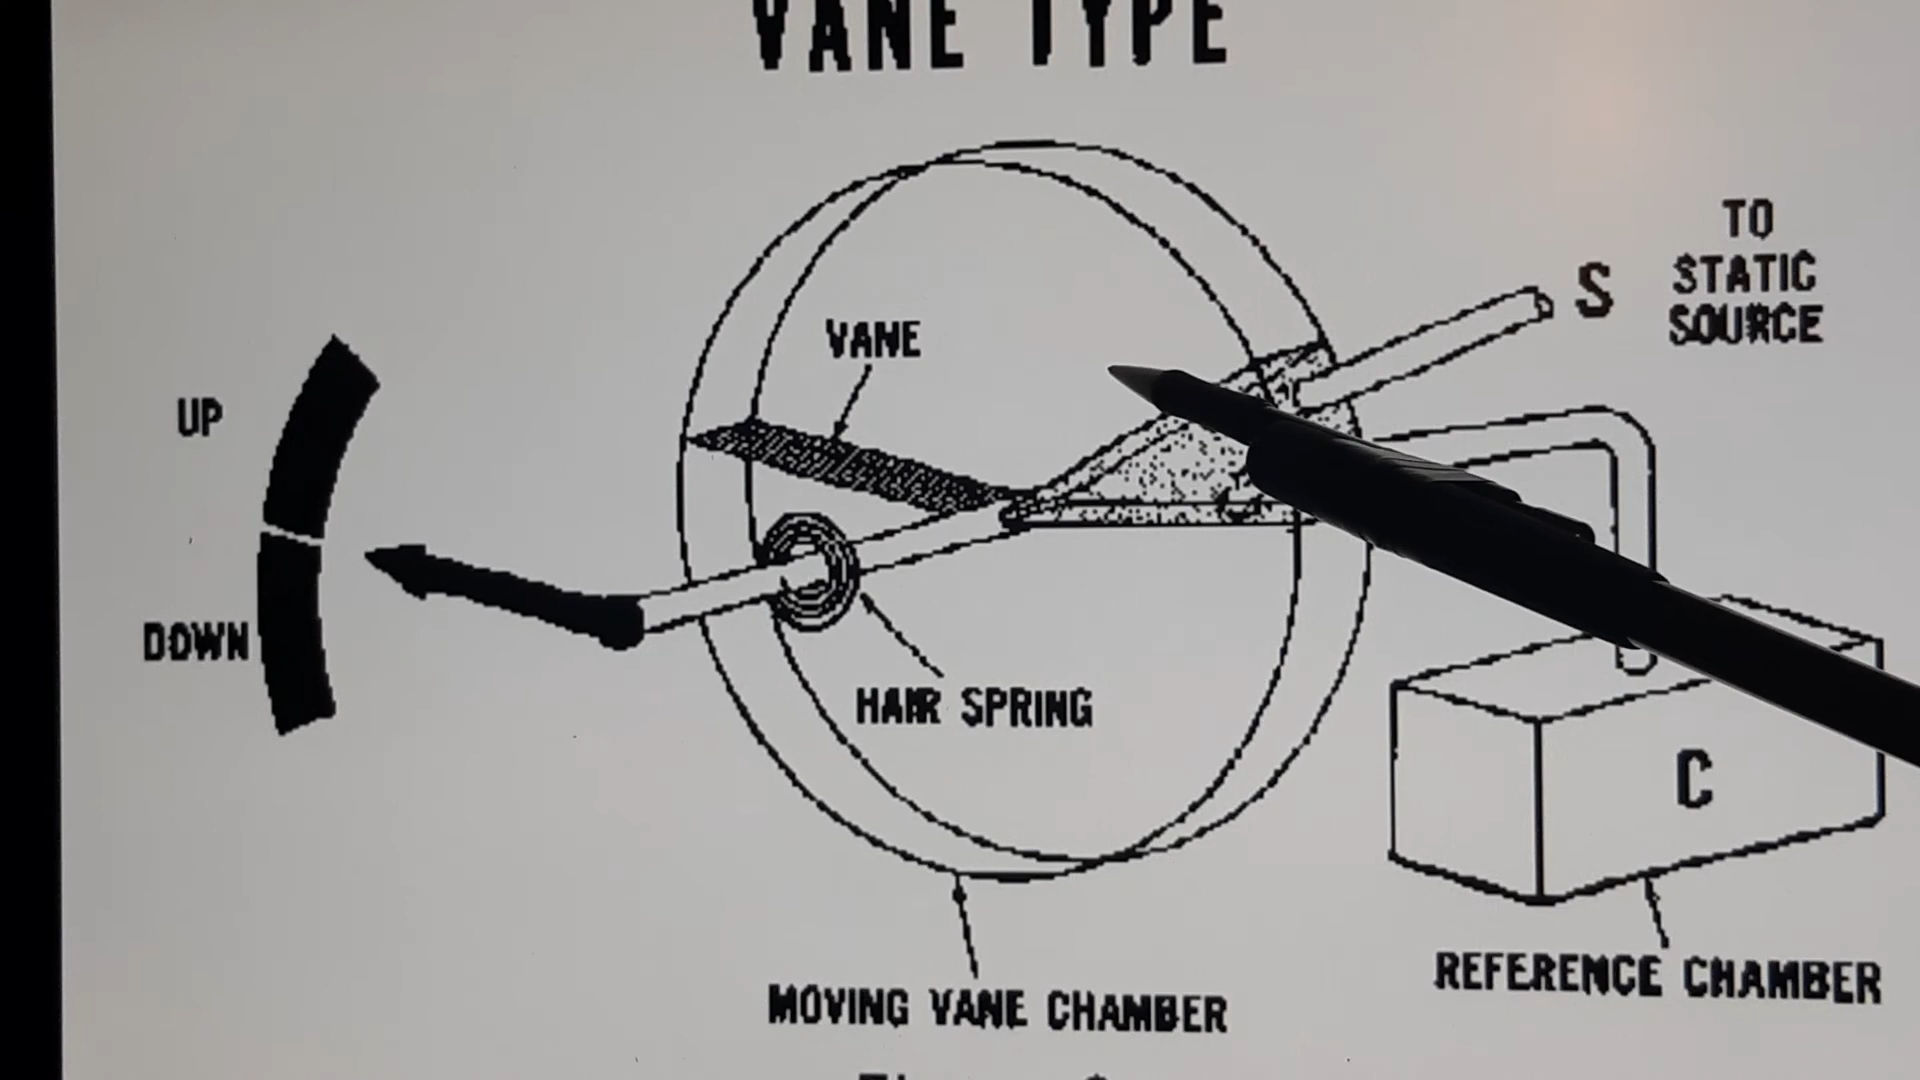 VANE TYPE
TO
STATIC
SOURCE
S
VANE
UP
DOWN
HAIR SPRING
C
REFERENCE CHAMBER
MOVING VANE CHAMBER